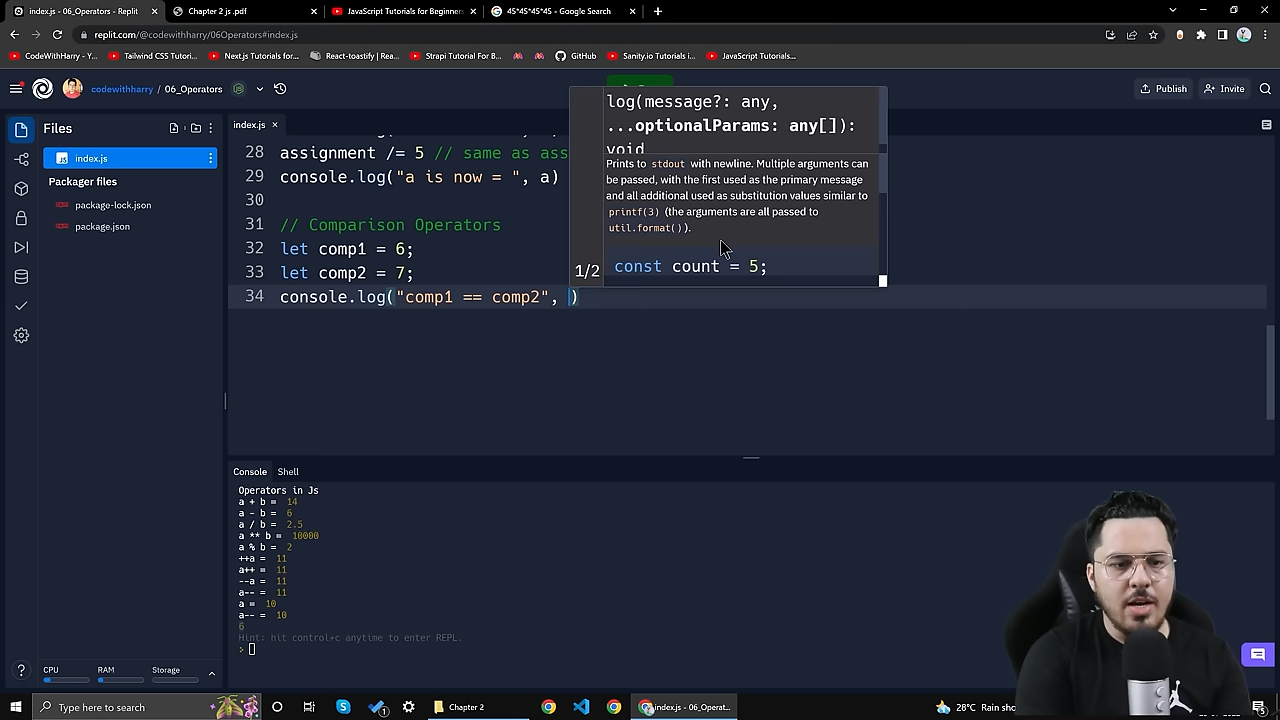 index.js - 06_Operators - Replit
Chapter 2 js .pdf
JavaScript Tutorials for Beginner
45*45*45*45 - Google Search
replit.com/@codewithharry/06Operators#index.js
CodeWithHarry - Y...
Tailwind CSS Tutori...
Next.js Tutorials for...
React-toastify | Rea...
Strapi Tutorial For B...
GitHub
Sanity.io Tutorials i...
JavaScript Tutorials...
codewithharry / 06_Operators
Publish
Invite
Files
index.js
Packager files
package-lock.json
package.json
index.js
28 assignment /= 5 // same as ass
29 console.log("a is now = ", a)
30
31 // Comparison Operators
32 let comp1 = 6;
33 let comp2 = 7;
34 console.log("comp1 == comp2", )
log(message?: any,
...optionalParams: any[]):
void
Prints to stdout with newline. Multiple arguments can
be passed, with the first used as the primary message
and all additional used as substitution values similar to
printf(3) (the arguments are all passed to
util.format()).
1/2
const count = 5;
Console
Shell
Operators in Js
a + b =  14
a - b =  6
a / b =  2.5
a ** b =  10000
a % b =  2
++a =  11
a++ =  11
--a =  11
a-- =  11
a =  10
a-- =  10
6
Hint: hit control+c anytime to enter REPL.
>
CPU
RAM
Storage
Type here to search
Chapter 2
index.js - 06_Operat...
28°C Rain sho